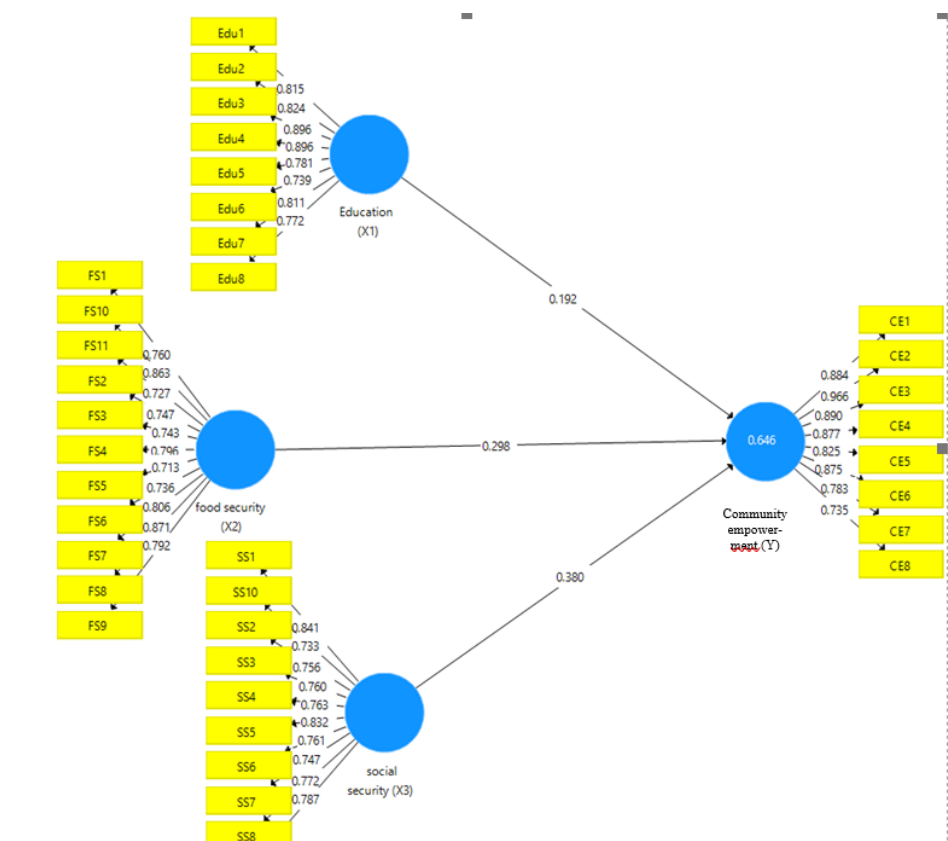 Edu1
Edu2
Edu3
Edu4
Edu5
Edu6
Edu7
Edu8
0.815
0.824
0.896
0.896
0.781
0.739
0.811
0.772
Education
(X1)
0.192
FS1
FS10
FS11
FS2
FS3
FS4
FS5
FS6
FS7
FS8
FS9
0.760
0.863
0.727
0.747
0.743
0.796
0.713
0.736
0.806
0.871
0.792
food security
(X2)
0.298
SS1
SS10
SS2
SS3
SS4
SS5
SS6
SS7
SS8
0.841
0.733
0.756
0.760
0.763
0.832
0.761
0.747
0.772
0.787
social
security (X3)
0.380
0.646
Community
empower-
ment (Y)
0.884
0.966
0.890
0.877
0.825
0.875
0.783
0.735
CE1
CE2
CE3
CE4
CE5
CE6
CE7
CE8